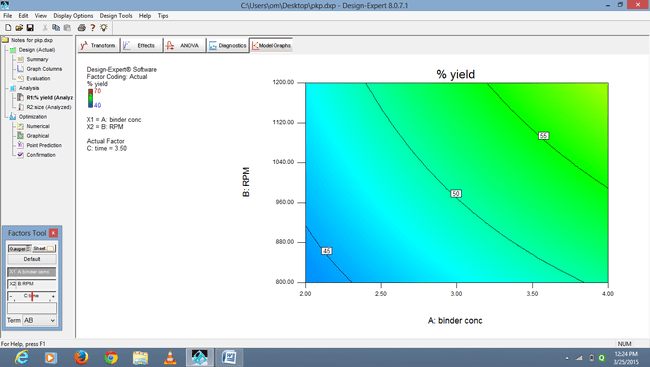 C:\Users\om\Desktop\pkp.dxp - Design-Expert 8.0.7.1
File Edit View Display Options Design Tools Help Tips
Notes for pkp.dxp
Design (Actual)
Summary
Graph Columns
Evaluation
Analysis
R1:% yield (Analyz
R2:size (Analyzed)
Optimization
Numerical
Graphical
Point Prediction
Confirmation
Transform Effects ANOVA Diagnostics Model Graphs
Design-Expert® Software
Factor Coding: Actual
% yield
70
40
X1 = A: binder conc
X2 = B: RPM
Actual Factor
C: time = 3.50
% yield
1200.00
1120.00
1040.00
960.00
880.00
800.00
B: RPM
55
50
45
2.00 2.50 3.00 3.50 4.00
A: binder conc
Factors Tool
Gauges Sheet
Default
X1 A:binder conc
X2 B:RPM
- C:time +
Term AB
For Help, press F1
NUM
12:24 PM
3/25/2015